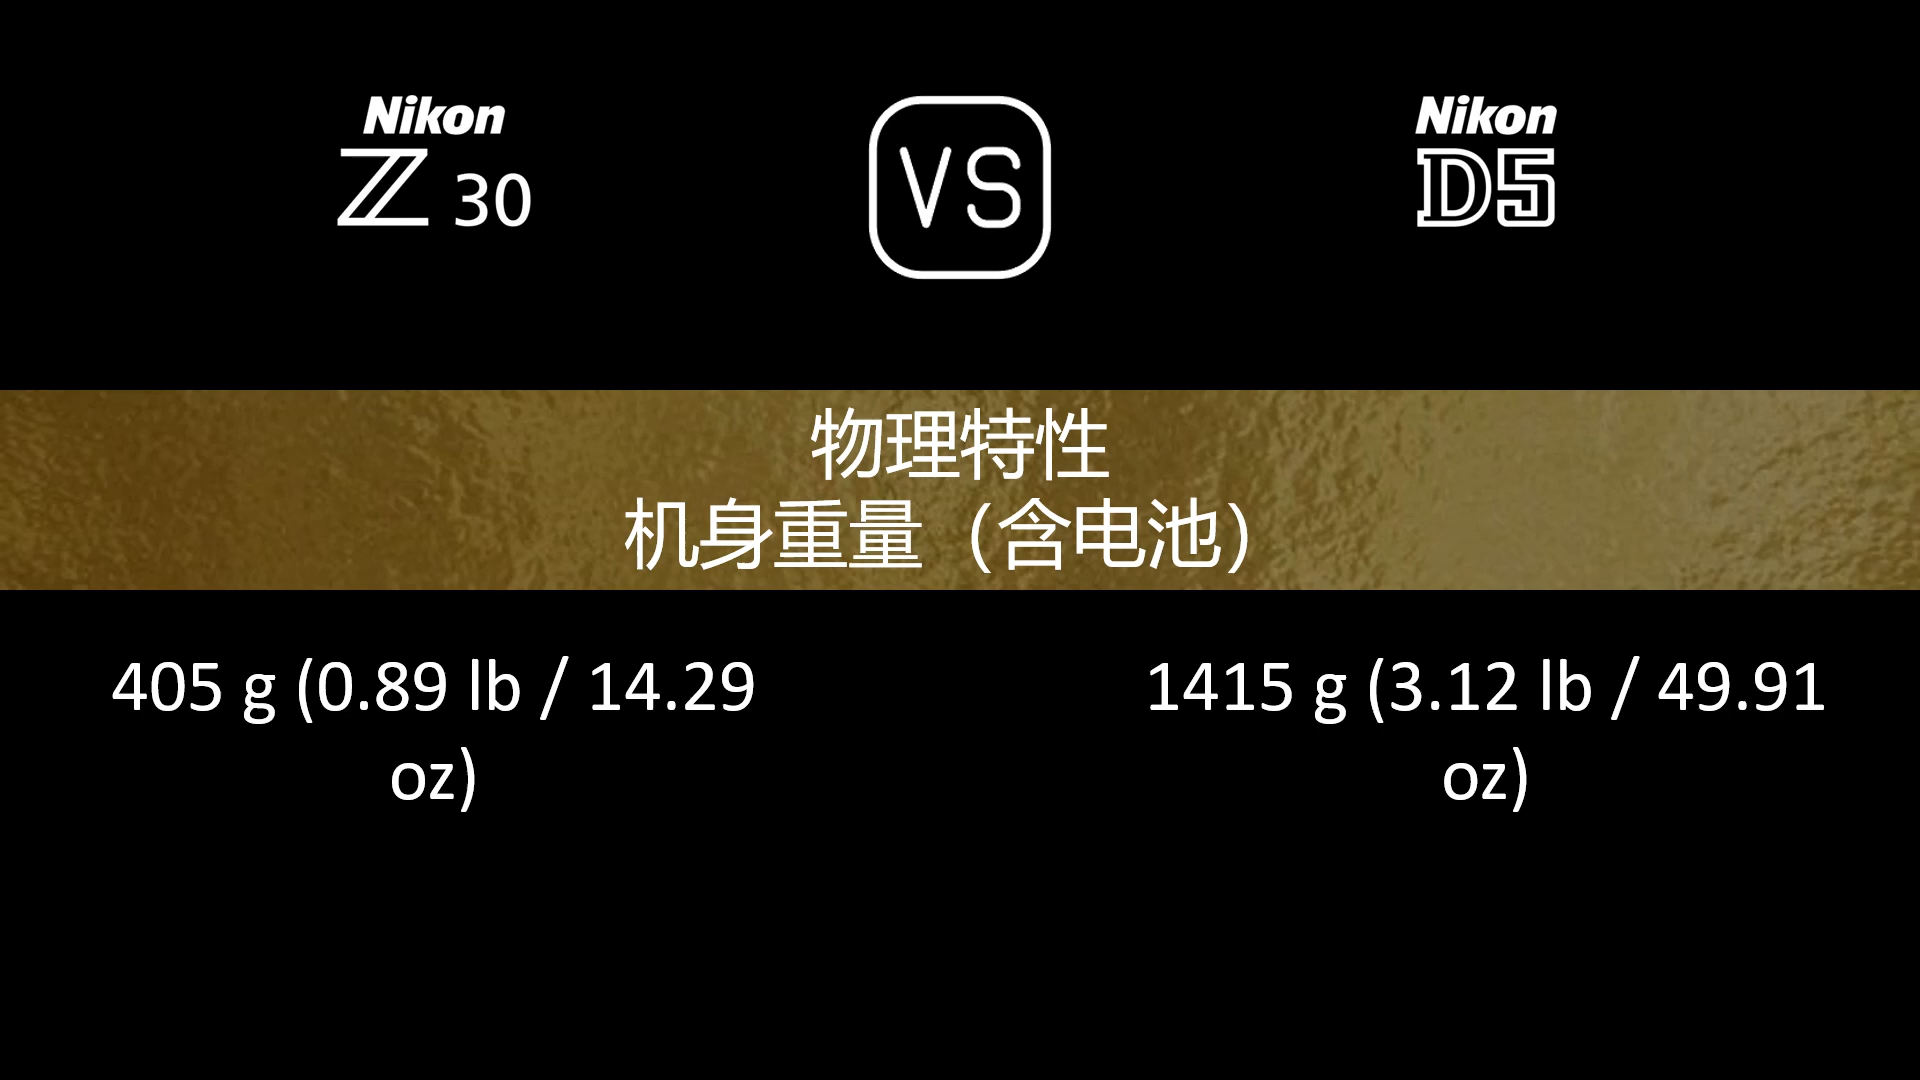 Nikon
Z 30
VS
Nikon
D5
物理特性
机身重量（含电池）
405 g (0.89 lb / 14.29
oz)
1415 g (3.12 lb / 49.91
oz)